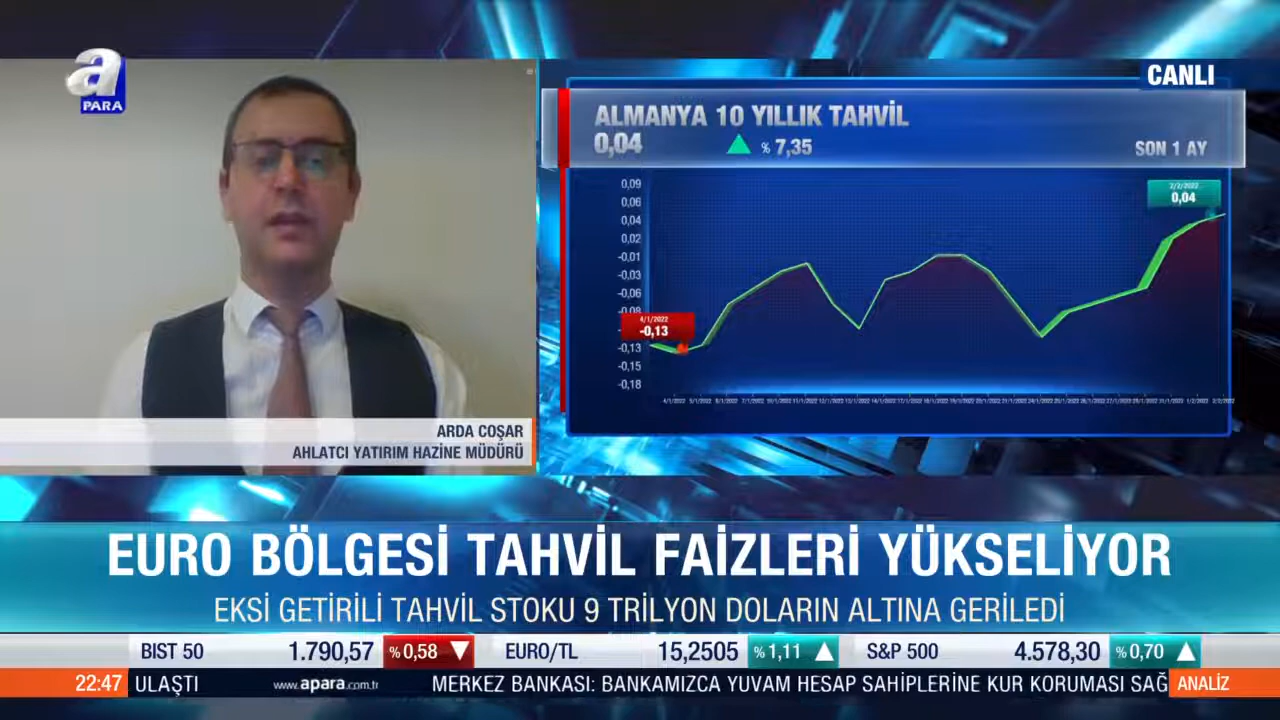 a
PARA
CANLI
ALMANYA 10 YILLIK TAHVİL
0,04
% 7,35
SON 1 AY
0,09
0,06
0,04
0,02
-0,01
-0,03
-0,06
-0,08
-0,13
-0,15
-0,18
2/2/2022
0,04
4/1/2022
-0,13
ARDA COŞAR
AHLATCI YATIRIM HAZİNE MÜDÜRÜ
EURO BÖLGESİ TAHVİL FAİZLERİ YÜKSELİYOR
EKSİ GETİRİLİ TAHVİL STOKU 9 TRİLYON DOLARIN ALTINA GERİLEDİ
BIST 50 1.790,57 %0,58 EURO/TL 15,2505 %1,11 S&P 500 4.578,30 %0,70
22:47 ULAŞTI www.apara.com.tr MERKEZ BANKASI: BANKAMIZCA YUVAM HESAP SAHİPLERİNE KUR KORUMASI SAĞ ANALİZ